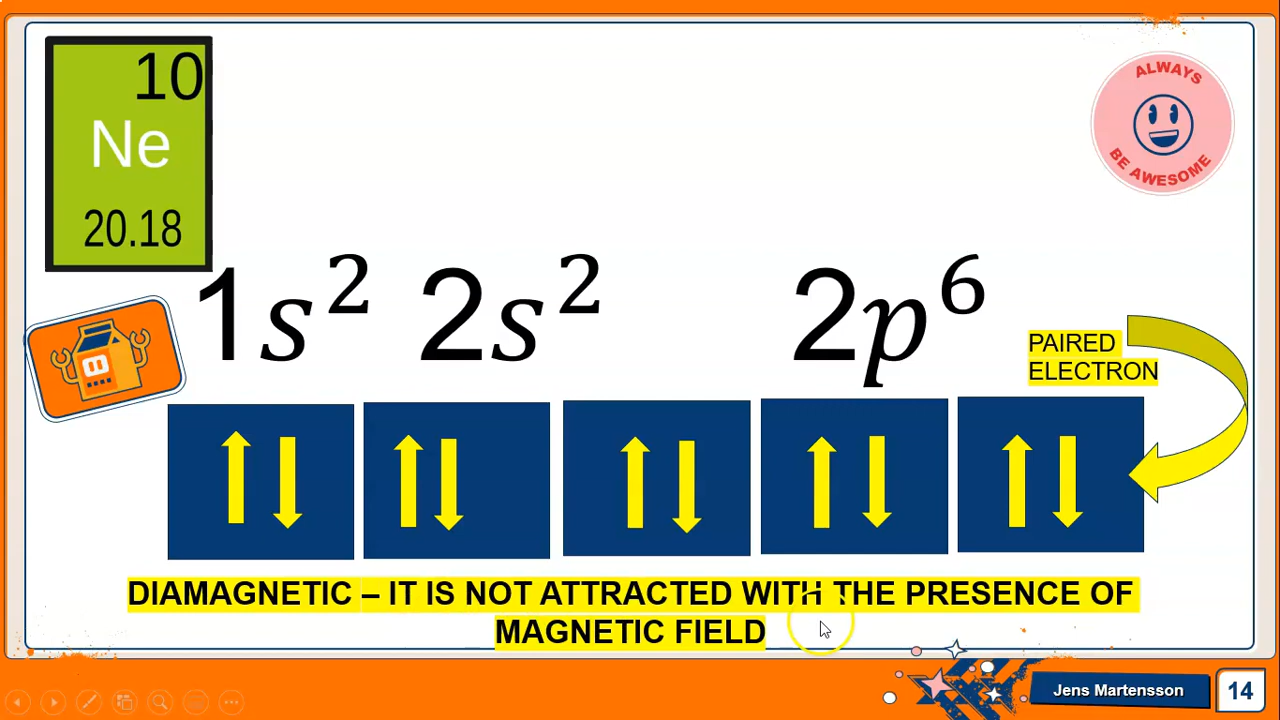 10
Ne
20.18
ALWAYS
BE AWESOME
1s² 2s² 2p⁶
PAIRED
ELECTRON
DIAMAGNETIC – IT IS NOT ATTRACTED WITH THE PRESENCE OF
MAGNETIC FIELD
Jens Martensson
14